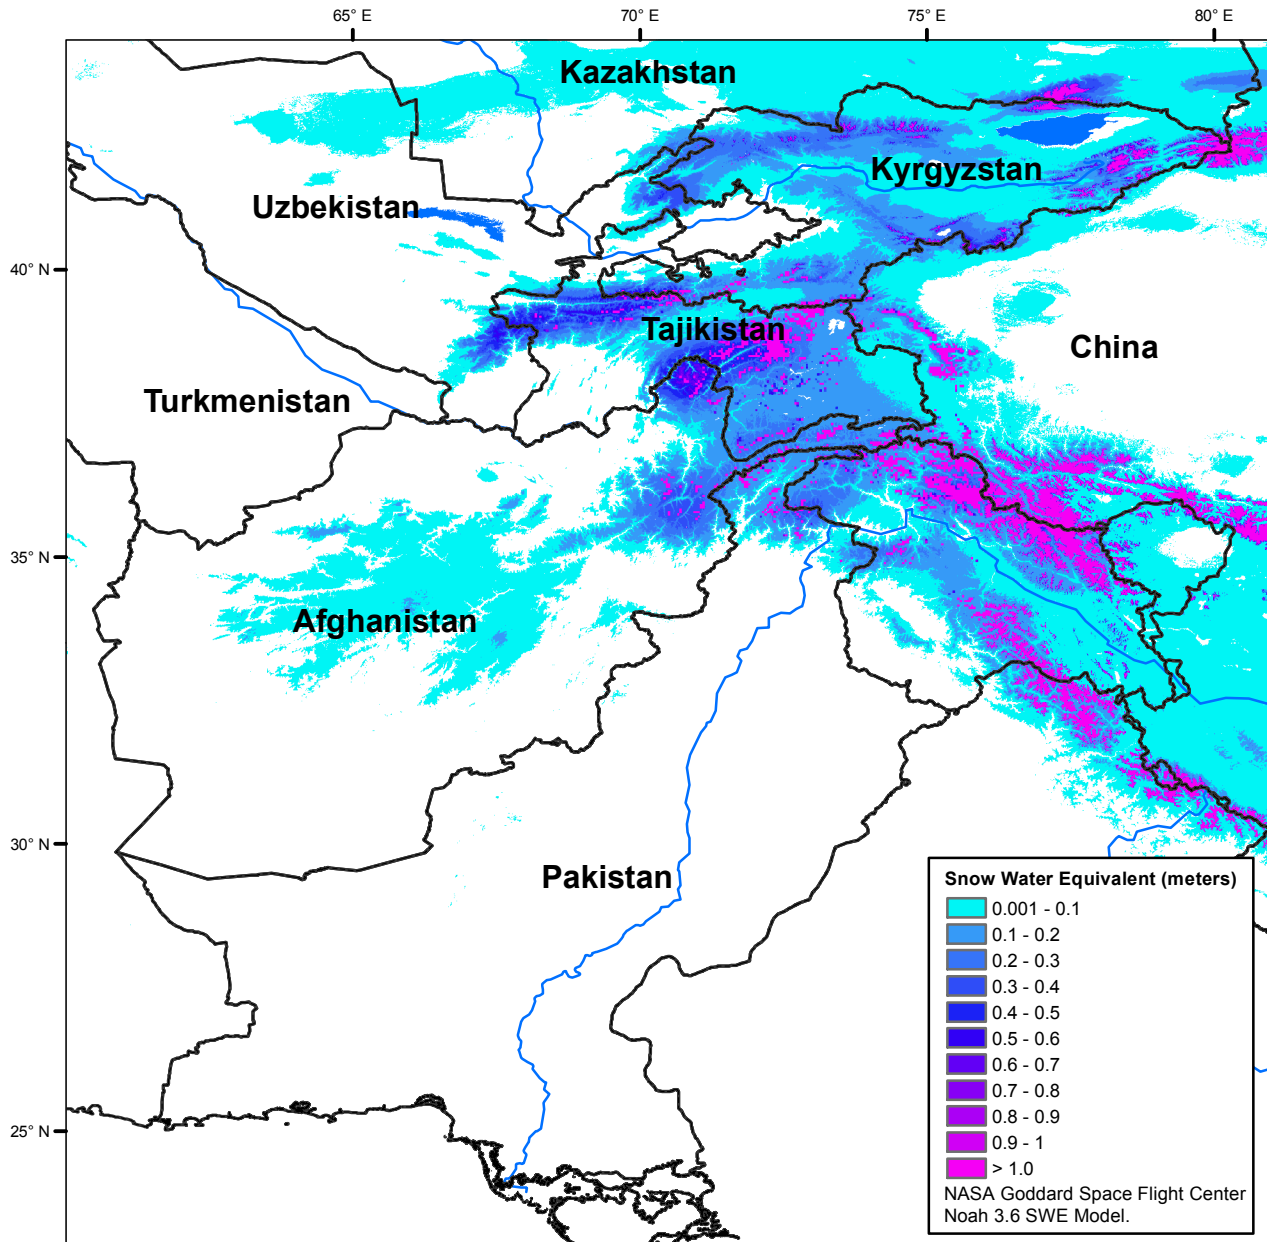 65° E
70° E
75° E
80° E
Kazakhstan
Kyrgyzstan
Uzbekistan
40° N
Tajikistan
China
Turkmenistan
35° N
Afghanistan
30° N
Pakistan
25° N
Snow Water Equivalent (meters)
0.001 - 0.1
0.1 - 0.2
0.2 - 0.3
0.3 - 0.4
0.4 - 0.5
0.5 - 0.6
0.6 - 0.7
0.7 - 0.8
0.8 - 0.9
0.9 - 1
> 1.0
NASA Goddard Space Flight Center
Noah 3.6 SWE Model.